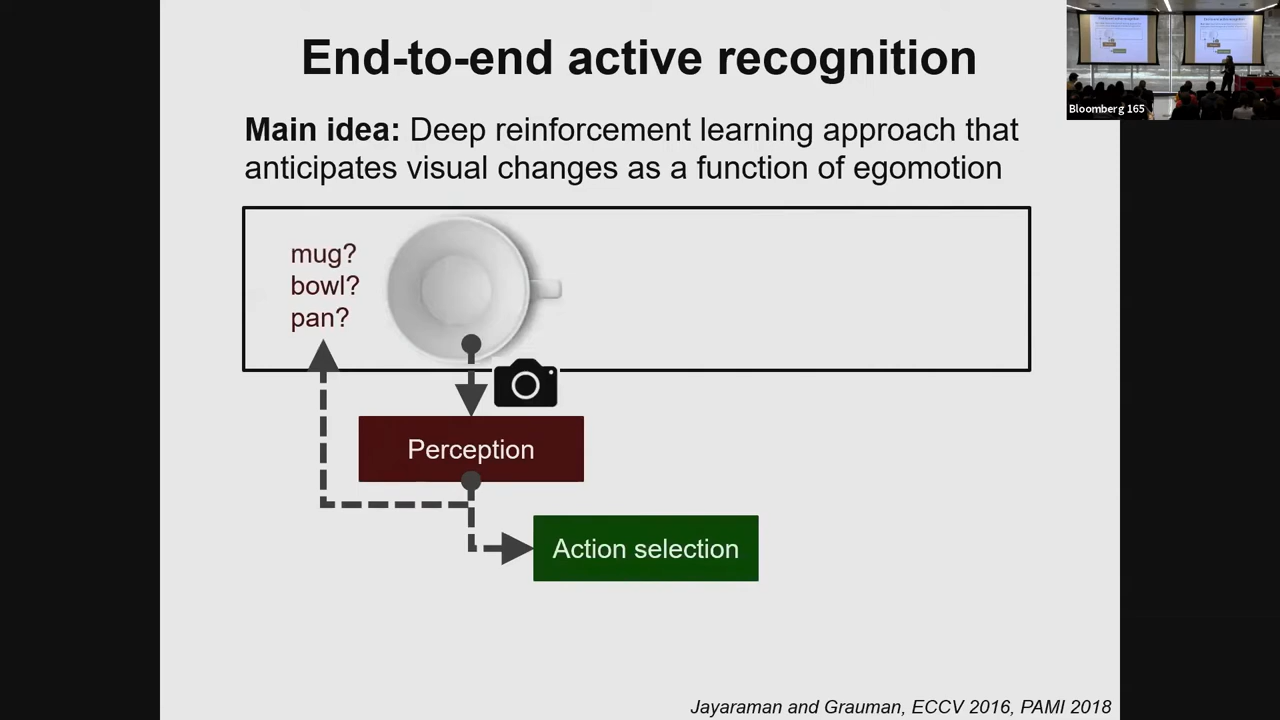 End-to-end active recognition
Main idea: Deep reinforcement learning approach that
anticipates visual changes as a function of egomotion
mug?
bowl?
pan?
Perception
Action selection
Jayaraman and Grauman, ECCV 2016, PAMI 2018
Bloomberg 165